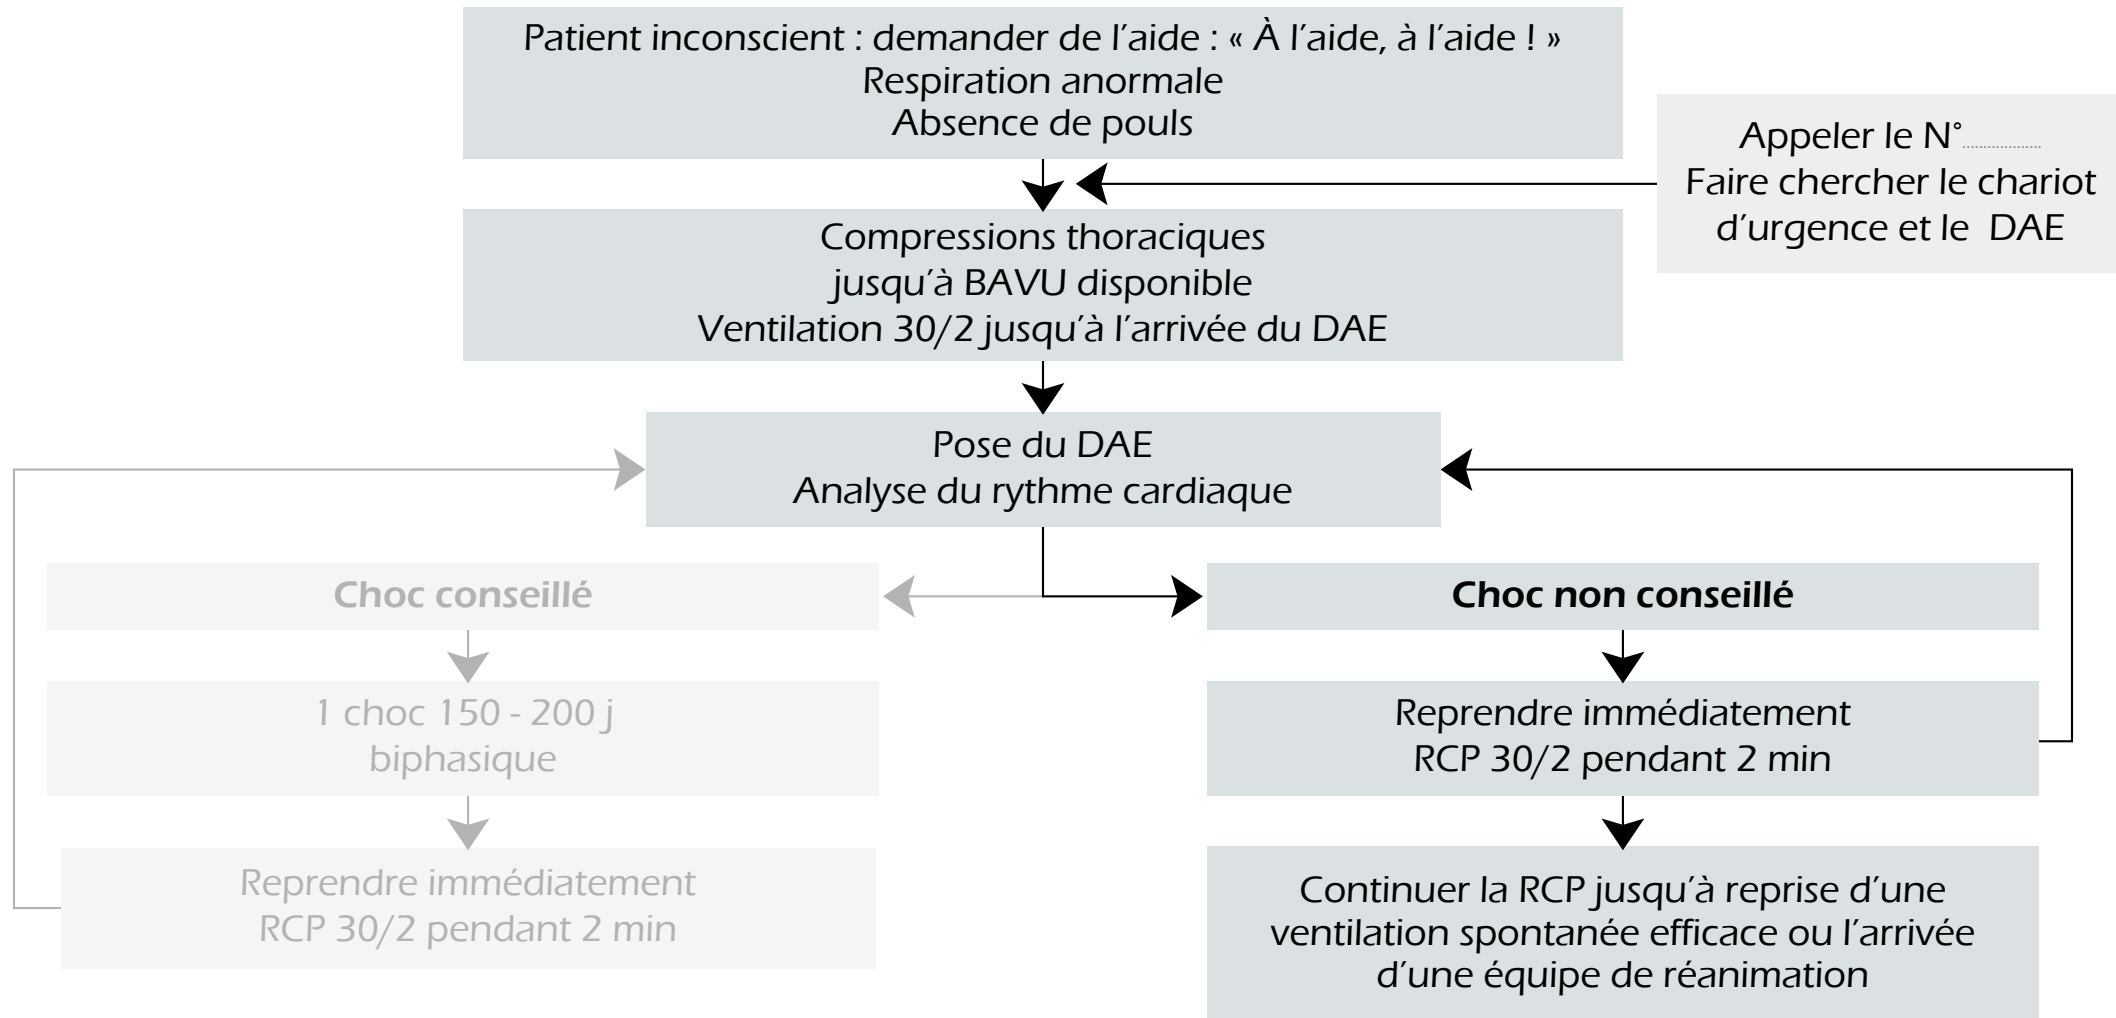 Patient inconscient : demander de l’aide : « À l’aide, à l’aide ! »
Respiration anormale
Absence de pouls
Appeler le N°....................
Faire chercher le chariot
d’urgence et le DAE
Compressions thoraciques
jusqu’à BAVU disponible
Ventilation 30/2 jusqu’à l’arrivée du DAE
Pose du DAE
Analyse du rythme cardiaque
Choc conseillé
1 choc 150 - 200 j
biphasique
Reprendre immédiatement
RCP 30/2 pendant 2 min
Choc non conseillé
Reprendre immédiatement
RCP 30/2 pendant 2 min
Continuer la RCP jusqu’à reprise d’une
ventilation spontanée efficace ou l’arrivée
d’une équipe de réanimation